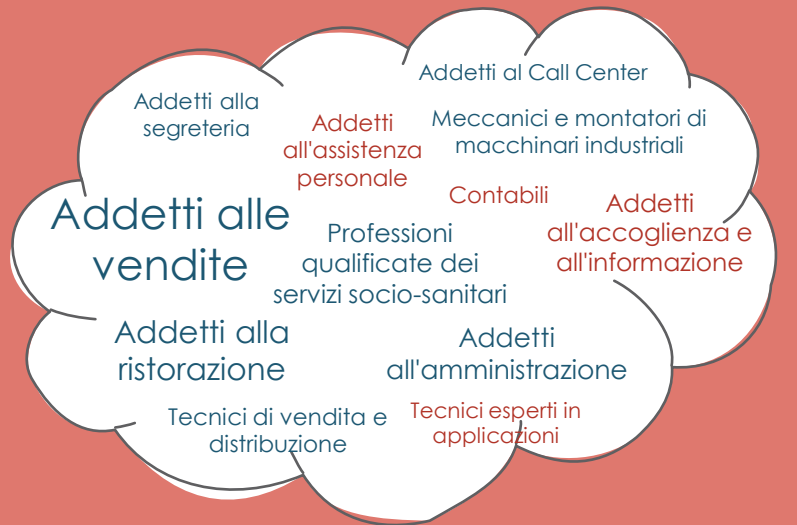 Addetti al Call Center
Addetti alla
segreteria
Addetti
all'assistenza
personale
Meccanici e montatori di
macchinari industriali
Contabili
Addetti
all'accoglienza e
all'informazione
Addetti alle
vendite
Professioni
qualificate dei
servizi socio-sanitari
Addetti alla
ristorazione
Addetti
all'amministrazione
Tecnici di vendita e
distribuzione
Tecnici esperti in
applicazioni